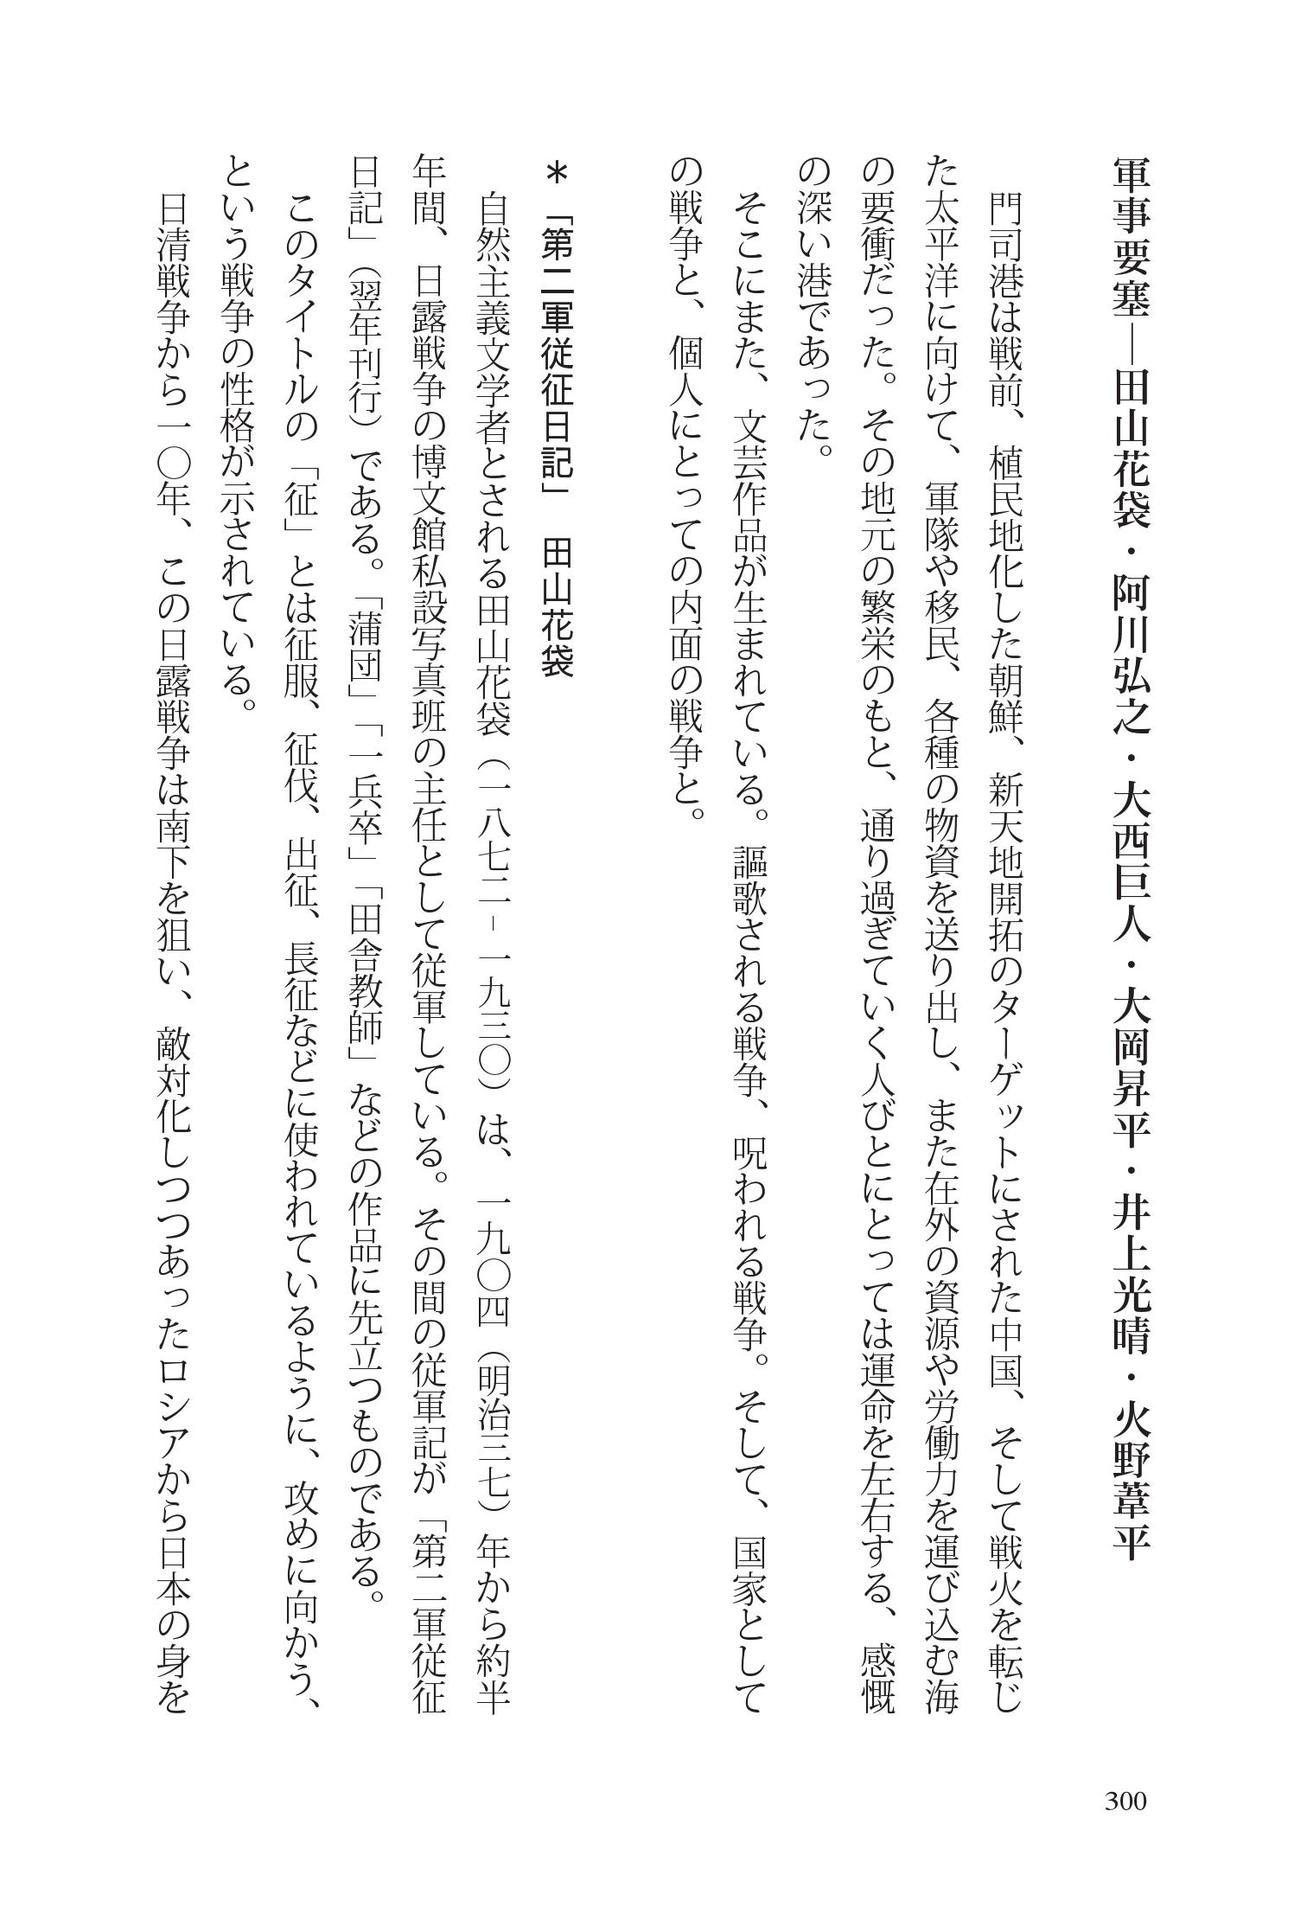 軍事要塞―田山花袋・阿川弘之・大西巨人・大岡昇平・井上光晴・火野葦平
　門司港は戦前、植民地化した朝鮮、新天地開拓のターゲットにされた中国、そして戦火を転じ
た太平洋に向けて、軍隊や移民、各種の物資を送り出し、また在外の資源や労働力を運び込む海
の要衝だった。その地元の繁栄のもと、通り過ぎていく人びとにとっては運命を左右する、感慨
の深い港であった。
　そこにまた、文芸作品が生まれている。謳歌される戦争、呪われる戦争。そして、国家として
の戦争と、個人にとっての内面の戦争と。
＊「第二軍従征日記」　田山花袋
　自然主義文学者とされる田山花袋（一八七二－一九三〇）は、一九〇四（明治三七）年から約半
年間、日露戦争の博文館私設写真班の主任として従軍している。その間の従軍記が「第二軍従征
日記」（翌年刊行）である。「蒲団」「一兵卒」「田舎教師」などの作品に先立つものである。
　このタイトルの「征」とは征服、征伐、出征、長征などに使われているように、攻めに向かう、
という戦争の性格が示されている。
　日清戦争から一〇年、この日露戦争は南下を狙い、敵対化しつつあったロシアから日本の身を
300